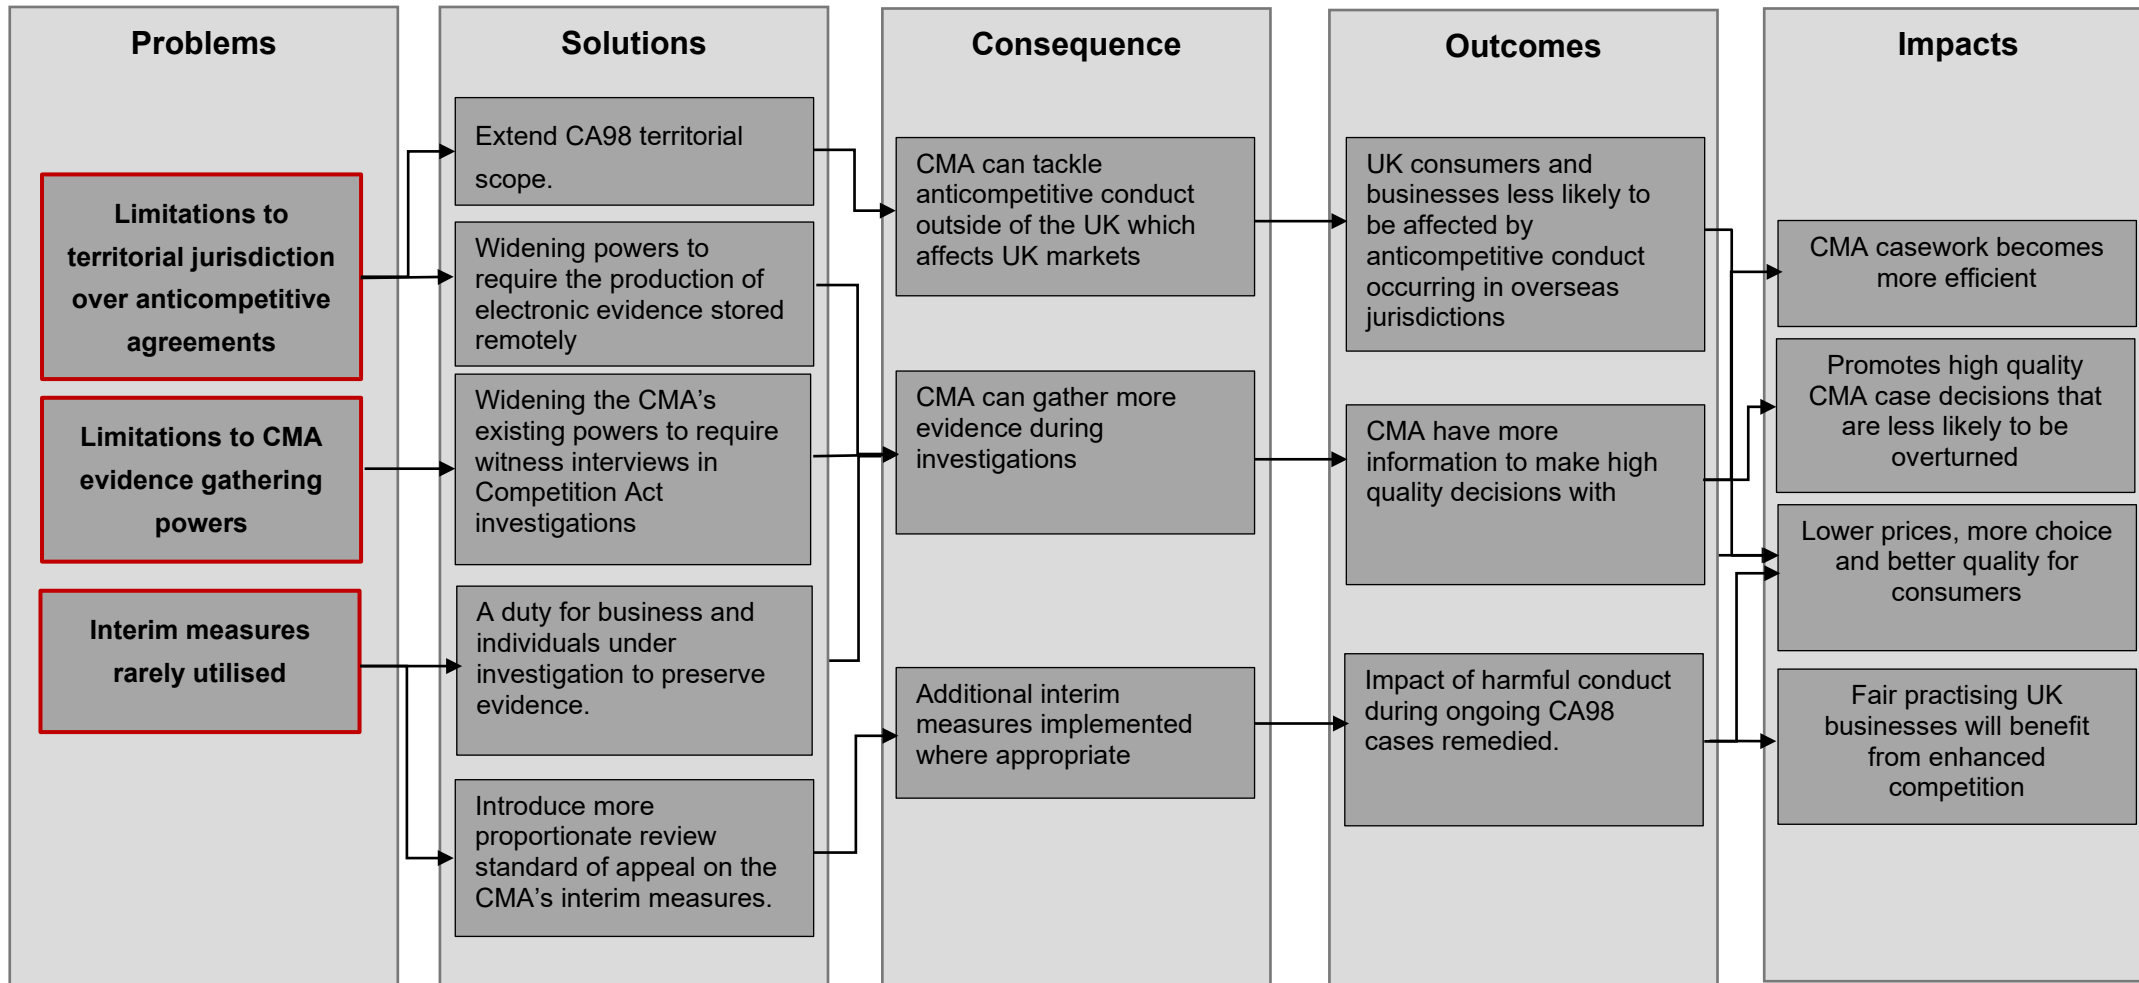 Problems
Limitations to
territorial jurisdiction
over anticompetitive
agreements
Limitations to CMA
evidence gathering
powers
Interim measures
rarely utilised
Solutions
Extend CA98 territorial
scope.
Widening powers to
require the production of
electronic evidence stored
remotely
Widening the CMA’s
existing powers to require
witness interviews in
Competition Act
investigations
A duty for business and
individuals under
investigation to preserve
evidence.
Introduce more
proportionate review
standard of appeal on the
CMA’s interim measures.
Consequence
CMA can tackle
anticompetitive conduct
outside of the UK which
affects UK markets
CMA can gather more
evidence during
investigations
Additional interim
measures implemented
where appropriate
Outcomes
UK consumers and
businesses less likely to
be affected by
anticompetitive conduct
occurring in overseas
jurisdictions
CMA have more
information to make high
quality decisions with
Impact of harmful conduct
during ongoing CA98
cases remedied.
Impacts
CMA casework becomes
more efficient
Promotes high quality
CMA case decisions that
are less likely to be
overturned
Lower prices, more choice
and better quality for
consumers
Fair practising UK
businesses will benefit
from enhanced
competition